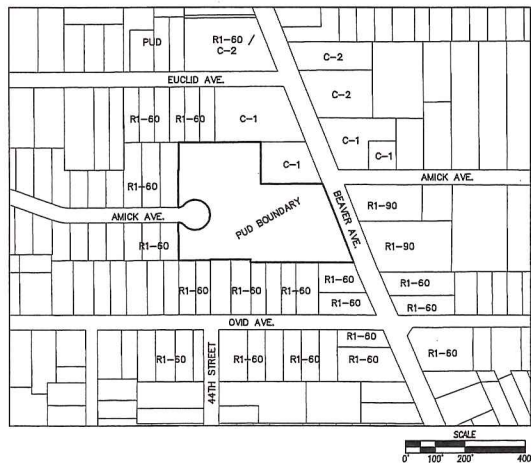 PUD
R1-60
C-2
C-2
EUCLID AVE.
C-2
R1-60 R1-60
C-1
C-1
C-1
C-1
R1-60
AMICK AVE.
AMICK AVE.
PUD BOUNDARY
BEAVER AVE.
R1-90
R1-60
R1-90
R1-60 R1-60 R1-60
R1-60
R1-60
R1-60
R1-60
OVID AVE.
R1-60
R1-60 R1-60 R1-60
R1-60
R1-60
44TH STREET
SCALE
0' 100' 200' 400'